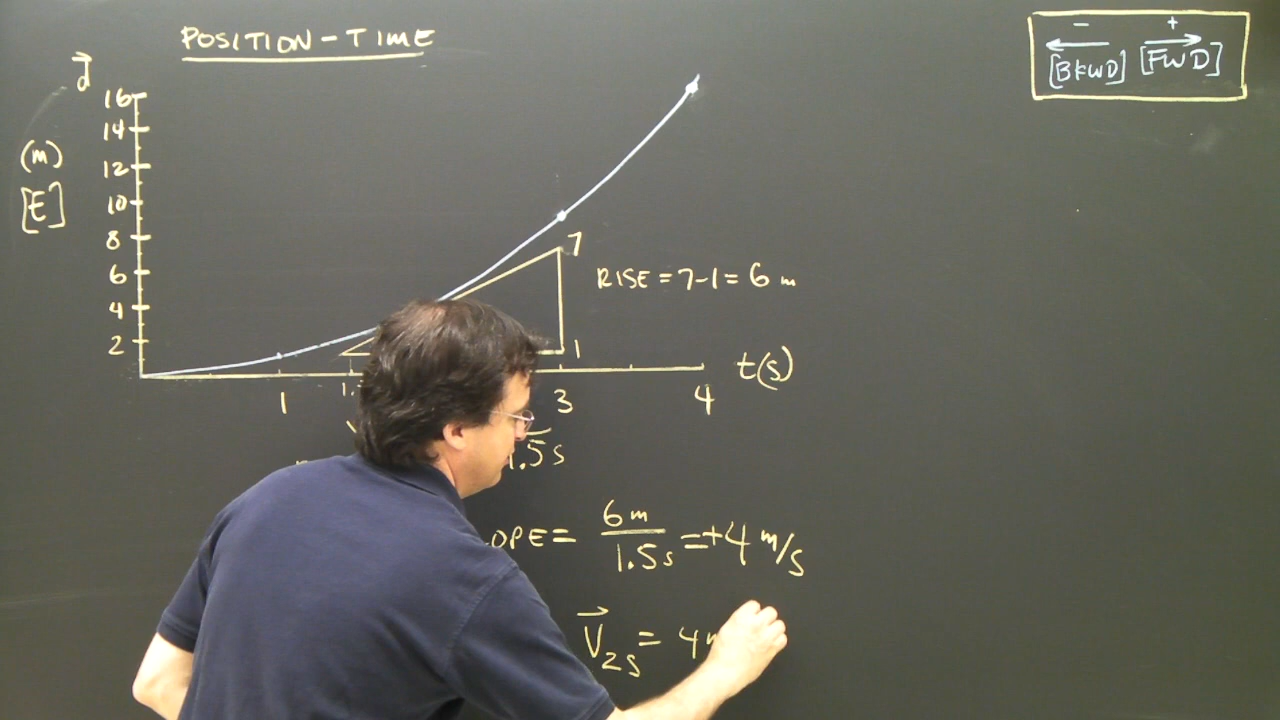 POSITION-TIME
- +
[BKWD] [FWD]
d
(m)
[E]
16
14
12
10
8
6
4
2
7
RISE = 7-1 = 6 m
1
t(s)
1 3 4
1.5 s
OPE = 6 m / 1.5 s = +4 m/s
V 2s = 4